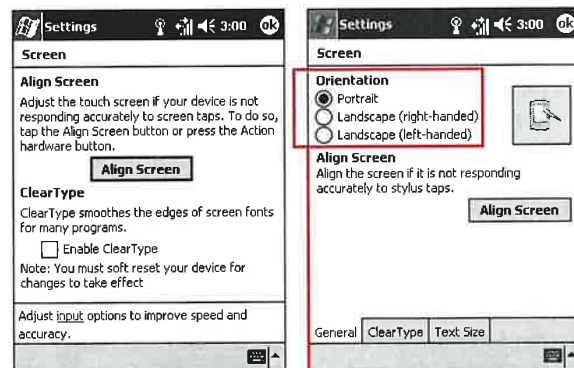 Settings 3:00 ok
Screen
Align Screen
Adjust the touch screen if your device is not
responding accurately to screen taps. To do so,
tap the Align Screen button or press the Action
hardware button.
Align Screen
ClearType
ClearType smoothes the edges of screen fonts
for many programs.
Enable ClearType
Note: You must soft reset your device for
changes to take effect
Adjust input options to improve speed and
accuracy.
Settings 3:00 ok
Screen
Orientation
Portrait
Landscape (right-handed)
Landscape (left-handed)
Align Screen
Align the screen if it is not responding
accurately to stylus taps.
Align Screen
General ClearType Text Size